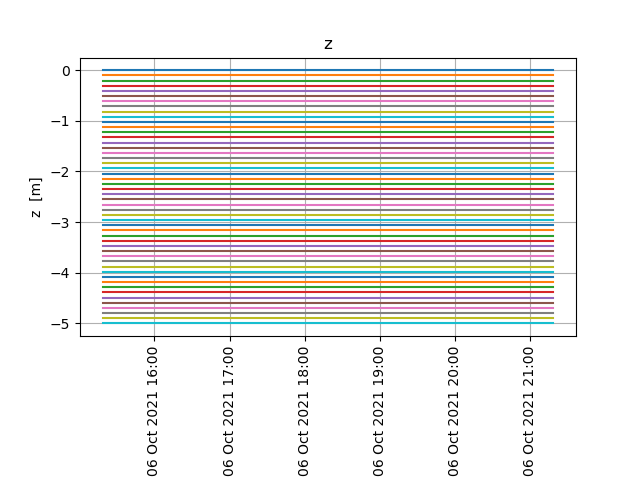 z
0
−1
−2
−3
−4
−5
z [m]
06 Oct 2021 16:00
06 Oct 2021 17:00
06 Oct 2021 18:00
06 Oct 2021 19:00
06 Oct 2021 20:00
06 Oct 2021 21:00